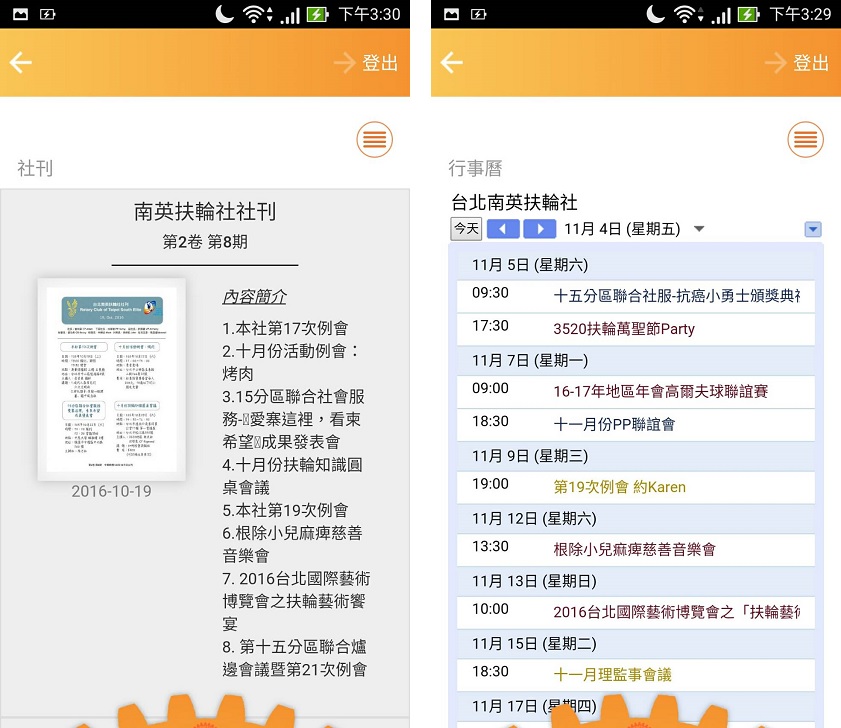 下午3:30
登出
社刊
南英扶輪社社刊
第2卷 第8期
內容簡介
1.本社第17次例會
2.十月份活動例會：
烤肉
3.15分區聯合社會服
務-愛寨這裡，看柬
希望成果發表會
4.十月份扶輪知識圓
桌會議
5.本社第19次例會
6.根除小兒麻痺慈善
音樂會
7. 2016台北國際藝術
博覽會之扶輪藝術饗
宴
8. 第十五分區聯合爐
邊會議暨第21次例會
2016-10-19
下午3:29
登出
行事曆
台北南英扶輪社
今天
11月 4日 (星期五)
11月 5日 (星期六)
09:30 十五分區聯合社服-抗癌小勇士頒獎典
17:30 3520扶輪萬聖節Party
11月 7日 (星期一)
09:00 16-17年地區年會高爾夫球聯誼賽
18:30 十一月份PP聯誼會
11月 9日 (星期三)
19:00 第19次例會 約Karen
11月 12日 (星期六)
13:30 根除小兒麻痺慈善音樂會
11月 13日 (星期日)
10:00 2016台北國際藝術博覽會之「扶輪藝
11月 15日 (星期二)
18:30 十一月理監事會議
11月 17日 (星期四)